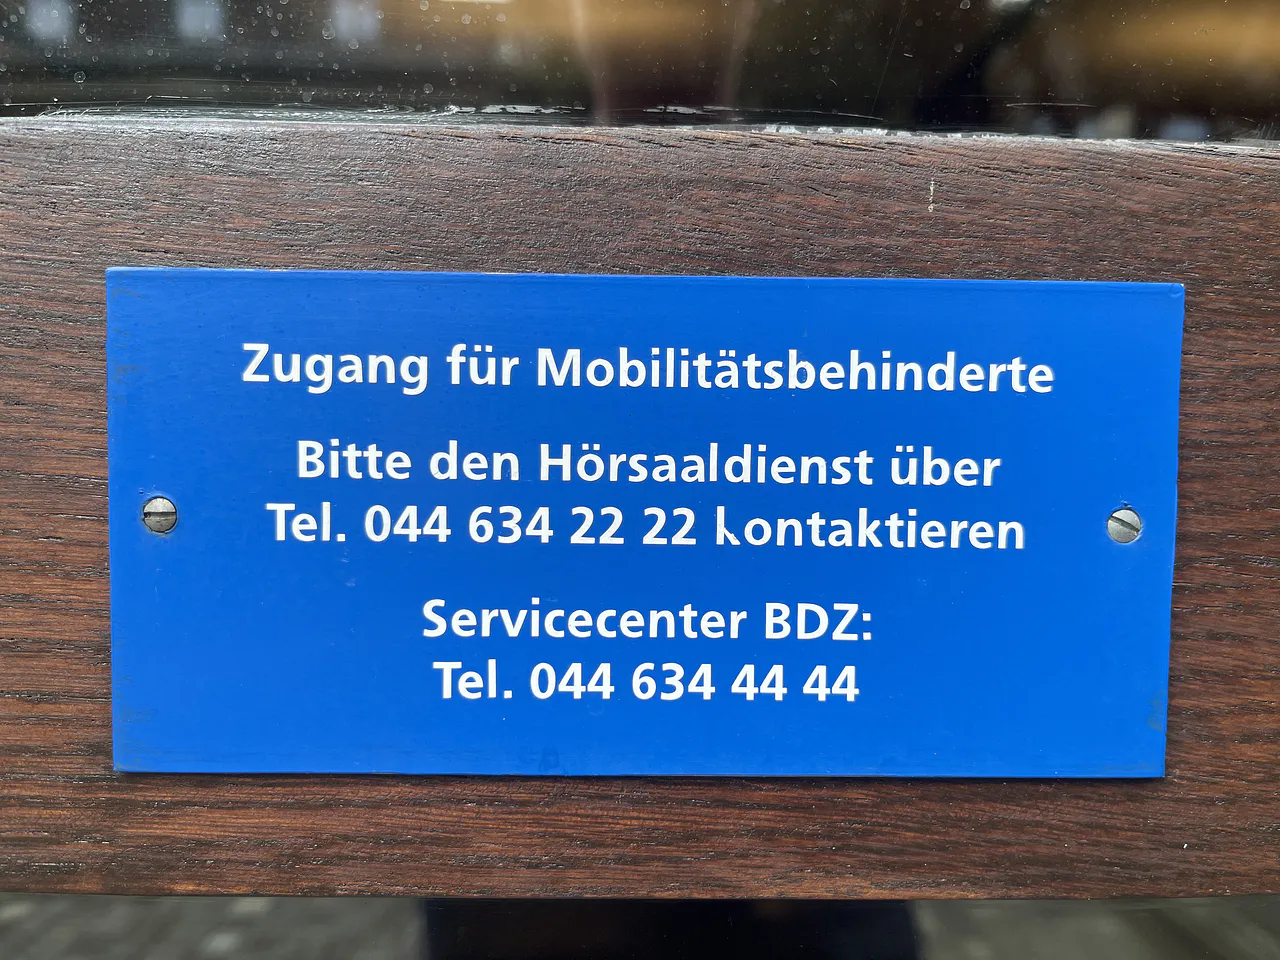 Zugang für Mobilitätsbehinderte
Bitte den Hörsaaldienst über
Tel. 044 634 22 22 kontaktieren
Servicecenter BDZ:
Tel. 044 634 44 44